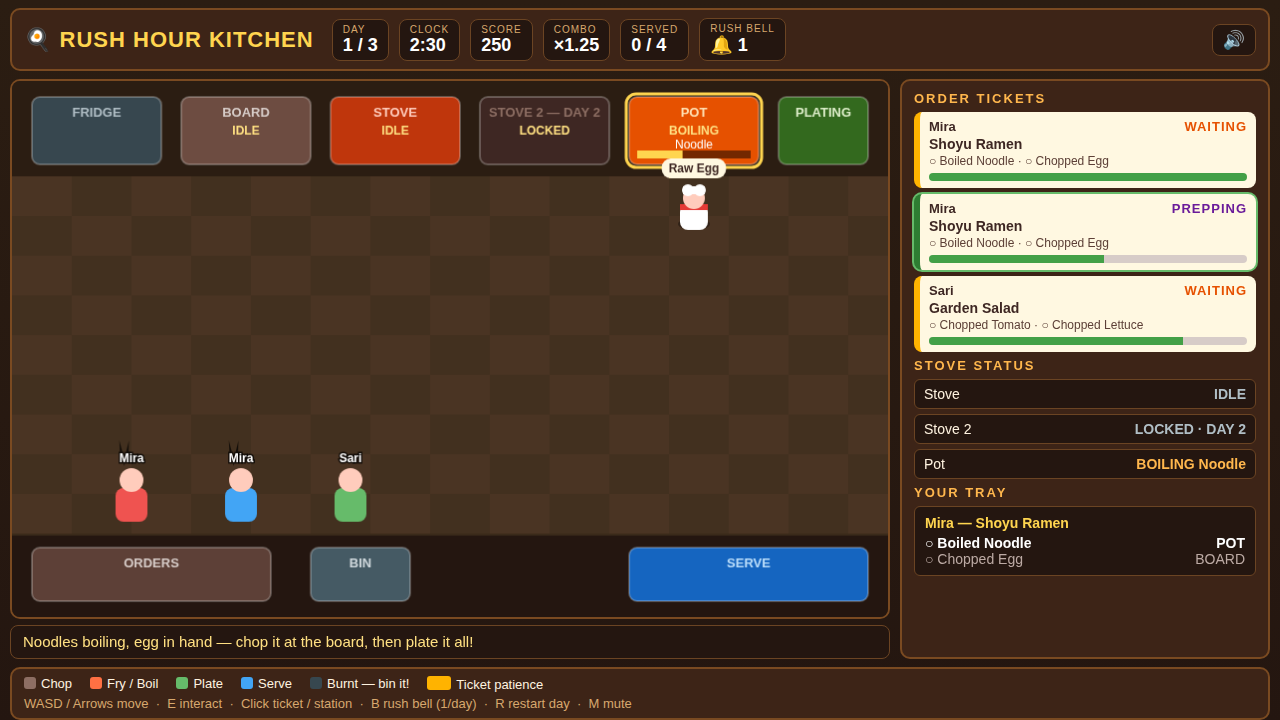 🍳 RUSH HOUR KITCHEN
DAY
1 / 3
CLOCK
2:30
SCORE
250
COMBO
×1.25
SERVED
0 / 4
RUSH BELL
🔔 1
🔊
FRIDGE
BOARD
IDLE
STOVE
IDLE
STOVE 2 — DAY 2
LOCKED
POT
BOILING
Noodle
PLATING
Raw Egg
Mira
Mira
Sari
ORDERS
BIN
SERVE
Noodles boiling, egg in hand — chop it at the board, then plate it all!
ORDER TICKETS
Mira WAITING
Shoyu Ramen
○ Boiled Noodle · ○ Chopped Egg
Mira PREPPING
Shoyu Ramen
○ Boiled Noodle · ○ Chopped Egg
Sari WAITING
Garden Salad
○ Chopped Tomato · ○ Chopped Lettuce
STOVE STATUS
Stove IDLE
Stove 2 LOCKED · DAY 2
Pot BOILING Noodle
YOUR TRAY
Mira — Shoyu Ramen
○ Boiled Noodle POT
○ Chopped Egg BOARD
Chop Fry / Boil Plate Serve Burnt — bin it! Ticket patience
WASD / Arrows move · E interact · Click ticket / station · B rush bell (1/day) · R restart day · M mute